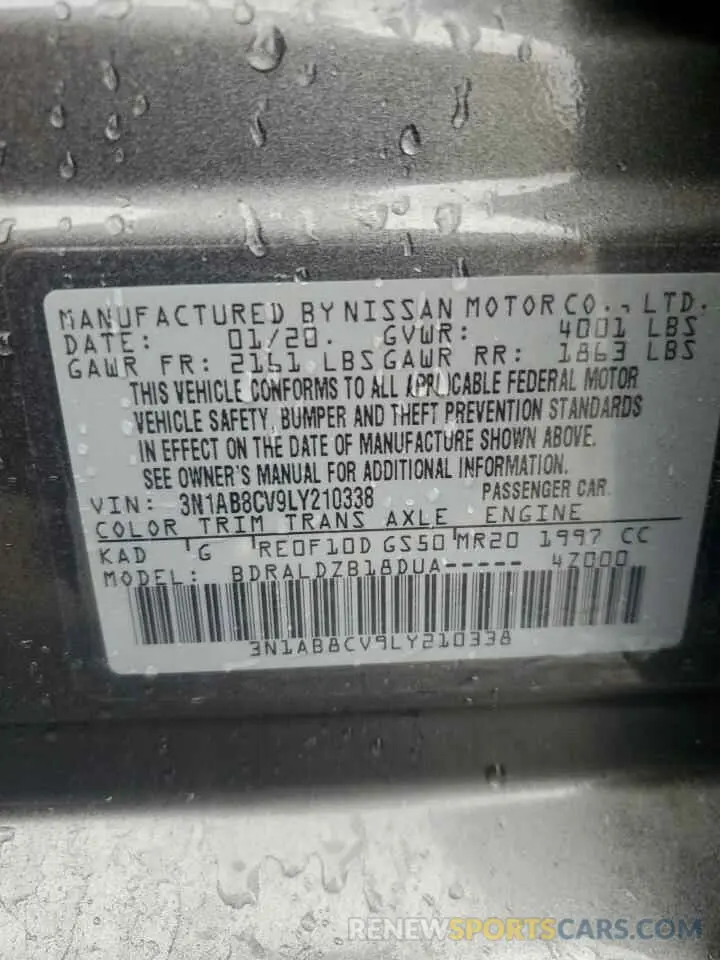 MANUFACTURED BY NISSAN MOTOR CO., LTD.
DATE: 01/20. GVWR: 4001 LBS
GAWR FR: 2161 LBS GAWR RR: 1863 LBS
THIS VEHICLE CONFORMS TO ALL APPLICABLE FEDERAL MOTOR
VEHICLE SAFETY, BUMPER AND THEFT PREVENTION STANDARDS
IN EFFECT ON THE DATE OF MANUFACTURE SHOWN ABOVE.
SEE OWNER'S MANUAL FOR ADDITIONAL INFORMATION.
VIN: 3N1AB8CV9LY210338 PASSENGER CAR
COLOR TRIM TRANS AXLE ENGINE
KAD G RE0F10D GS50 MR20 1997 CC
MODEL: BDRALDZB18DUA----- 4Z000
3N1AB8CV9LY210338
RENEWSPORTSCARS.COM